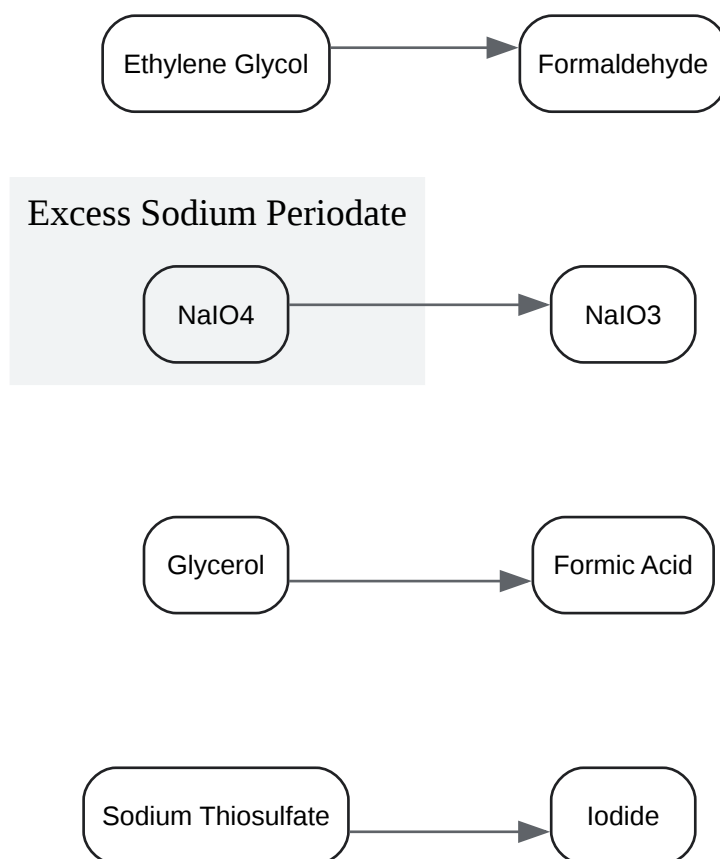 Ethylene Glycol
Formaldehyde
Excess Sodium Periodate
NaIO4
NaIO3
Glycerol
Formic Acid
Sodium Thiosulfate
Iodide